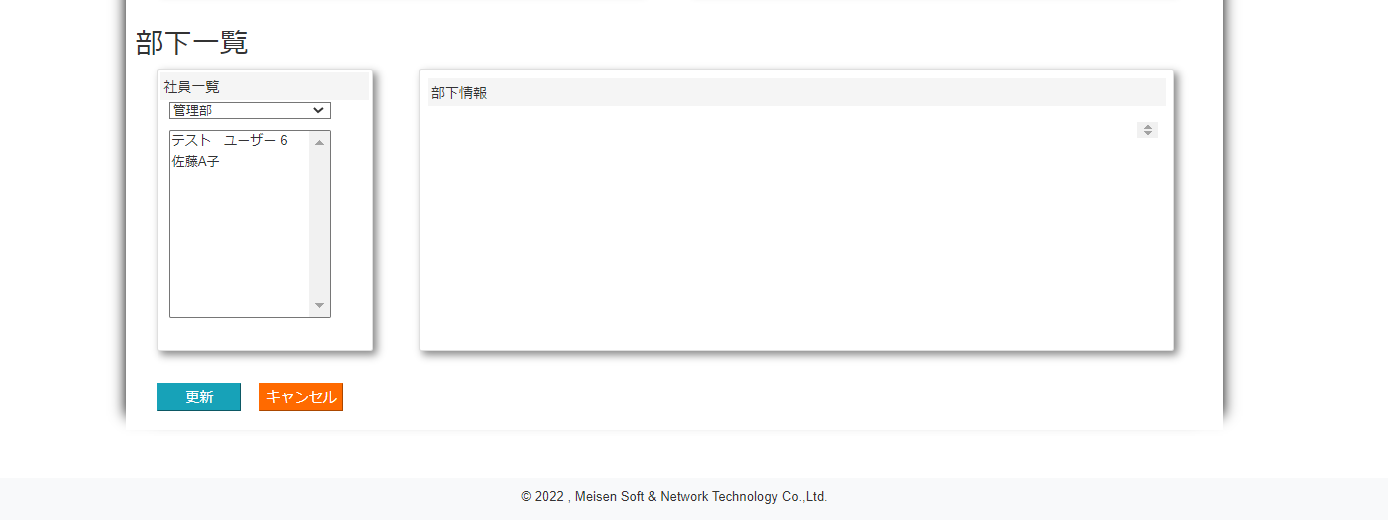 部下一覧
社員一覧
管理部
テスト　ユーザー 6
佐藤A子
部下情報
更新
キャンセル
© 2022 , Meisen Soft & Network Technology Co.,Ltd.